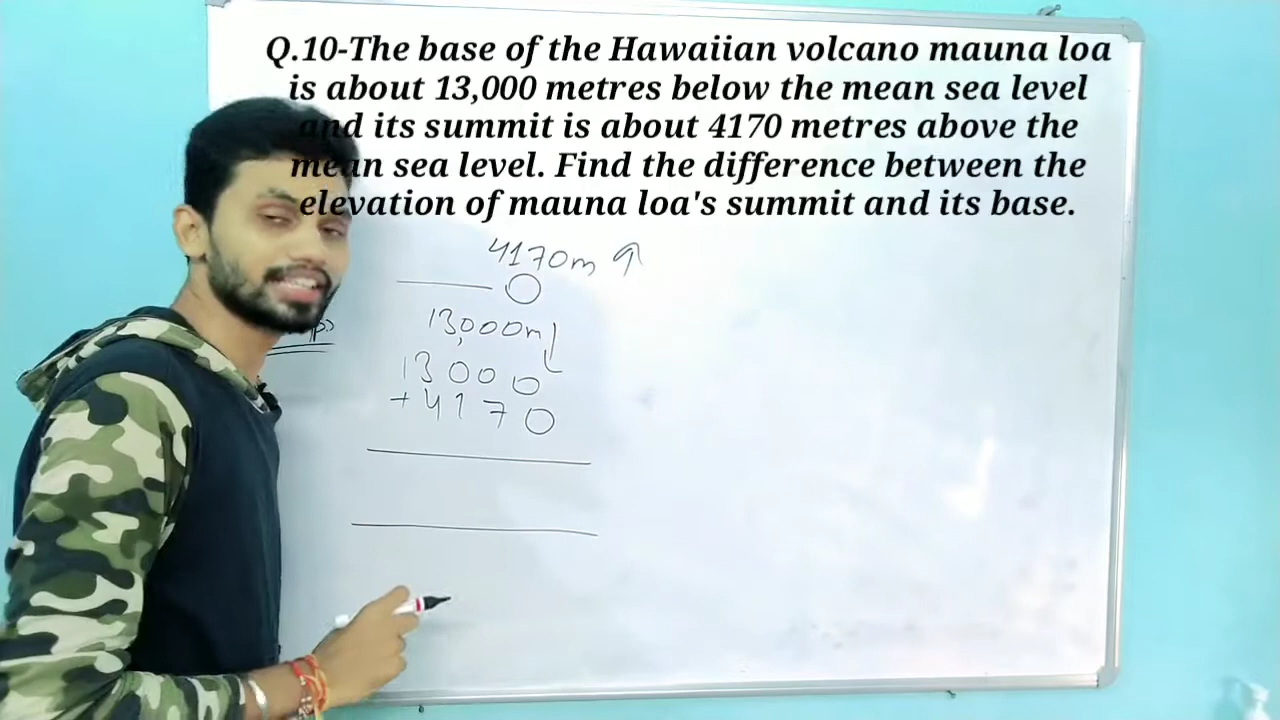 Q.10-The base of the Hawaiian volcano mauna loa
is about 13,000 metres below the mean sea level
and its summit is about 4170 metres above the
mean sea level. Find the difference between the
elevation of mauna loa's summit and its base.
4170m ↑
0
13,000m ↓
13000
+4170